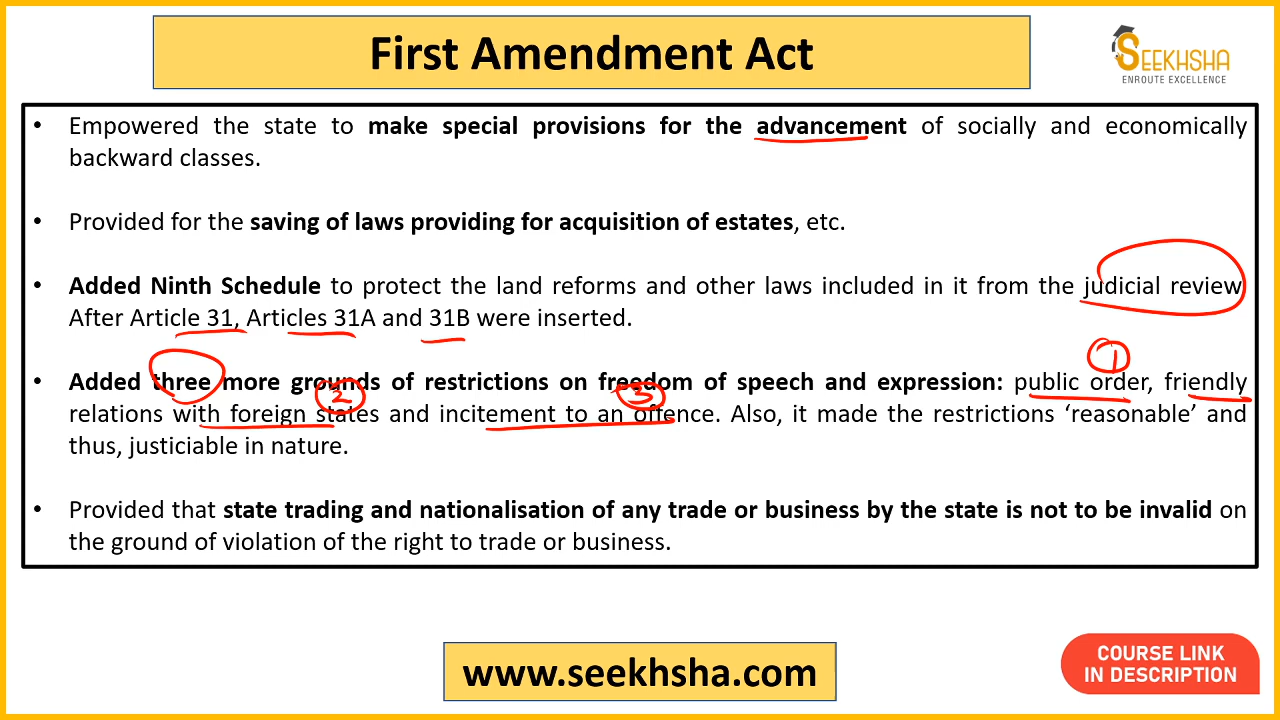 First Amendment Act
SEEKHSHA
ENROUTE EXCELLENCE
• Empowered the state to make special provisions for the advancement of socially and economically
backward classes.
• Provided for the saving of laws providing for acquisition of estates, etc.
• Added Ninth Schedule to protect the land reforms and other laws included in it from the judicial review
After Article 31, Articles 31A and 31B were inserted.
1
• Added three more grounds of restrictions on freedom of speech and expression: public order, friendly
2 3
relations with foreign states and incitement to an offence. Also, it made the restrictions ‘reasonable’ and
thus, justiciable in nature.
• Provided that state trading and nationalisation of any trade or business by the state is not to be invalid on
the ground of violation of the right to trade or business.
www.seekhsha.com
COURSE LINK
IN DESCRIPTION